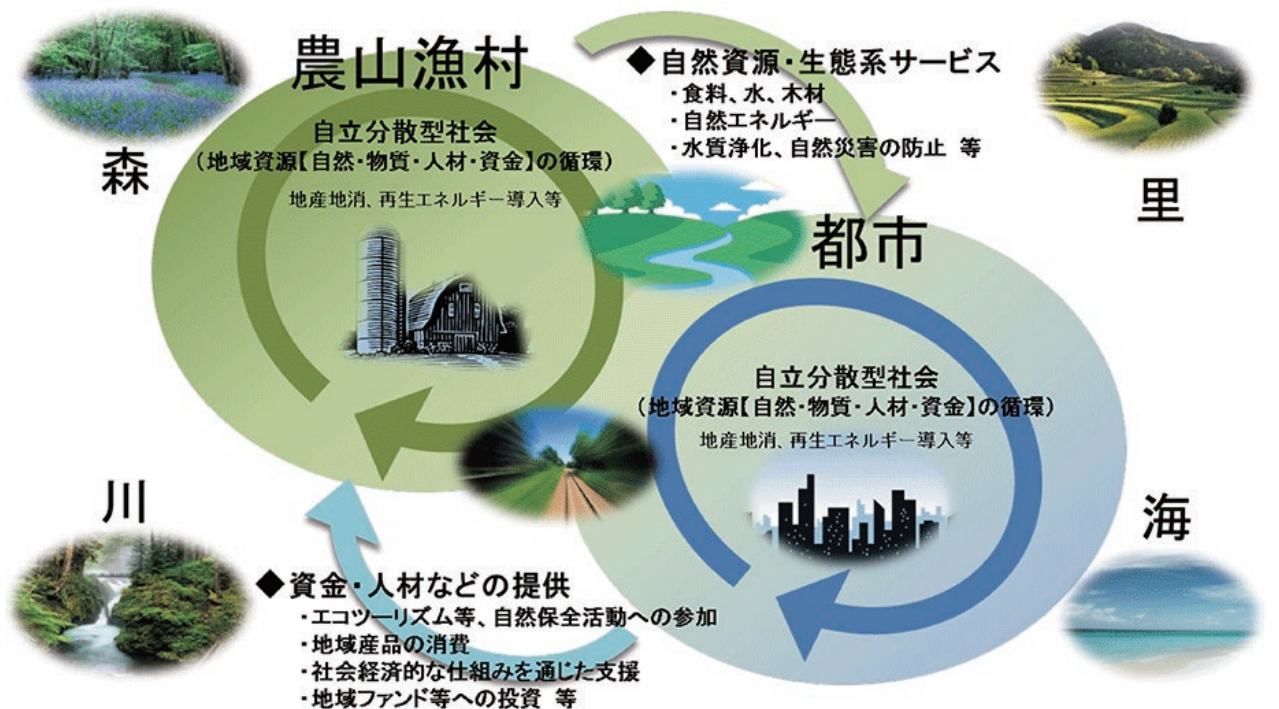 農山漁村
自立分散型社会
（地域資源【自然・物質・人材・資金】の循環）
地産地消、再生エネルギー導入等
◆自然資源・生態系サービス
・食料、水、木材
・自然エネルギー
・水質浄化、自然災害の防止 等
森
里
都市
自立分散型社会
（地域資源【自然・物質・人材・資金】の循環）
地産地消、再生エネルギー導入等
川
海
◆資金・人材などの提供
・エコツーリズム等、自然保全活動への参加
・地域産品の消費
・社会経済的な仕組みを通じた支援
・地域ファンド等への投資 等